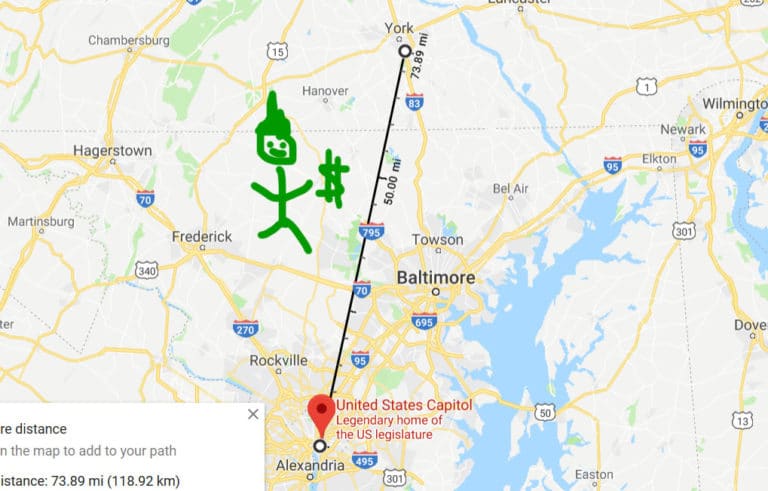 Lancaster
York
Chambersburg
15
73.89 mi
Hanover
1
83
Wilmington
Newark
95
Hagerstown
95
Elkton
50.00 mi
70
Bel Air
Martinsburg
301
795
Frederick
Towson
340
Baltimore
70
270
695
Dove
95
Rockville
United States Capitol
Legendary home of
the US legislature
50
13
re distance
n the map to add to your path
Alexandria
495
301
Easton
istance: 73.89 mi (118.92 km)
$